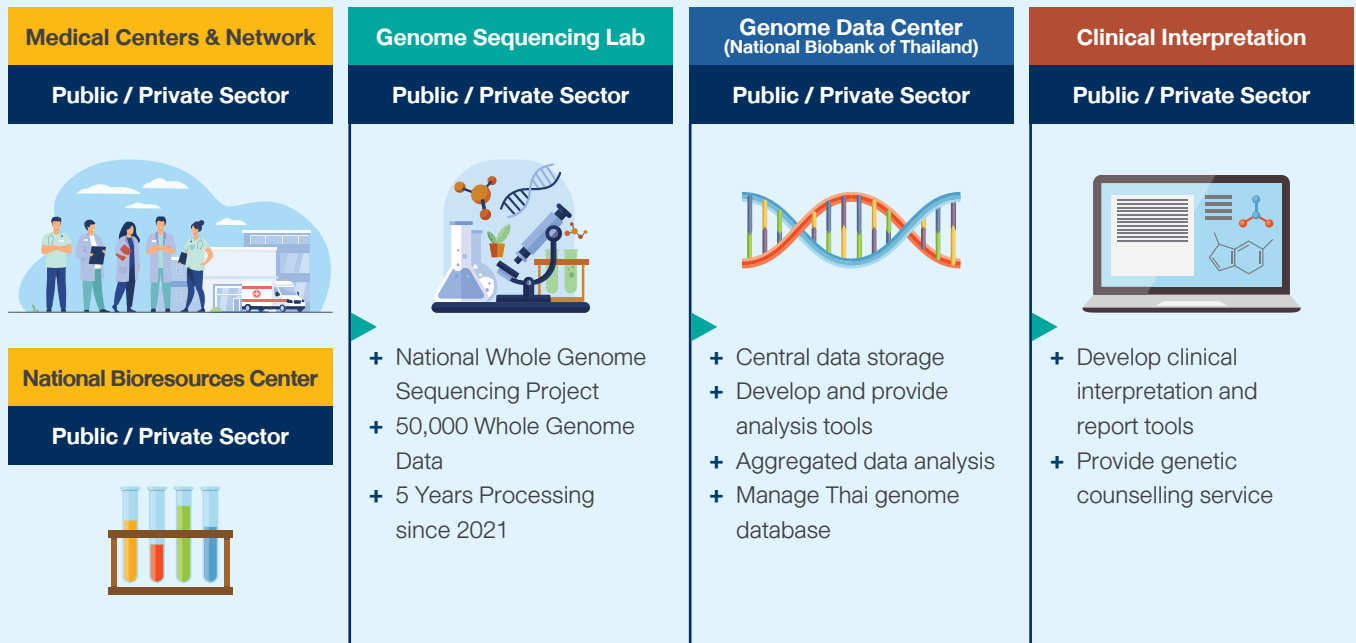 Medical Centers & Network
Public / Private Sector
National Bioresources Center
Public / Private Sector
Genome Sequencing Lab
Public / Private Sector
+ National Whole Genome
Sequencing Project
+ 50,000 Whole Genome
Data
+ 5 Years Processing
since 2021
Genome Data Center
(National Biobank of Thailand)
Public / Private Sector
+ Central data storage
+ Develop and provide
analysis tools
+ Aggregated data analysis
+ Manage Thai genome
database
Clinical Interpretation
Public / Private Sector
+ Develop clinical
interpretation and
report tools
+ Provide genetic
counselling service